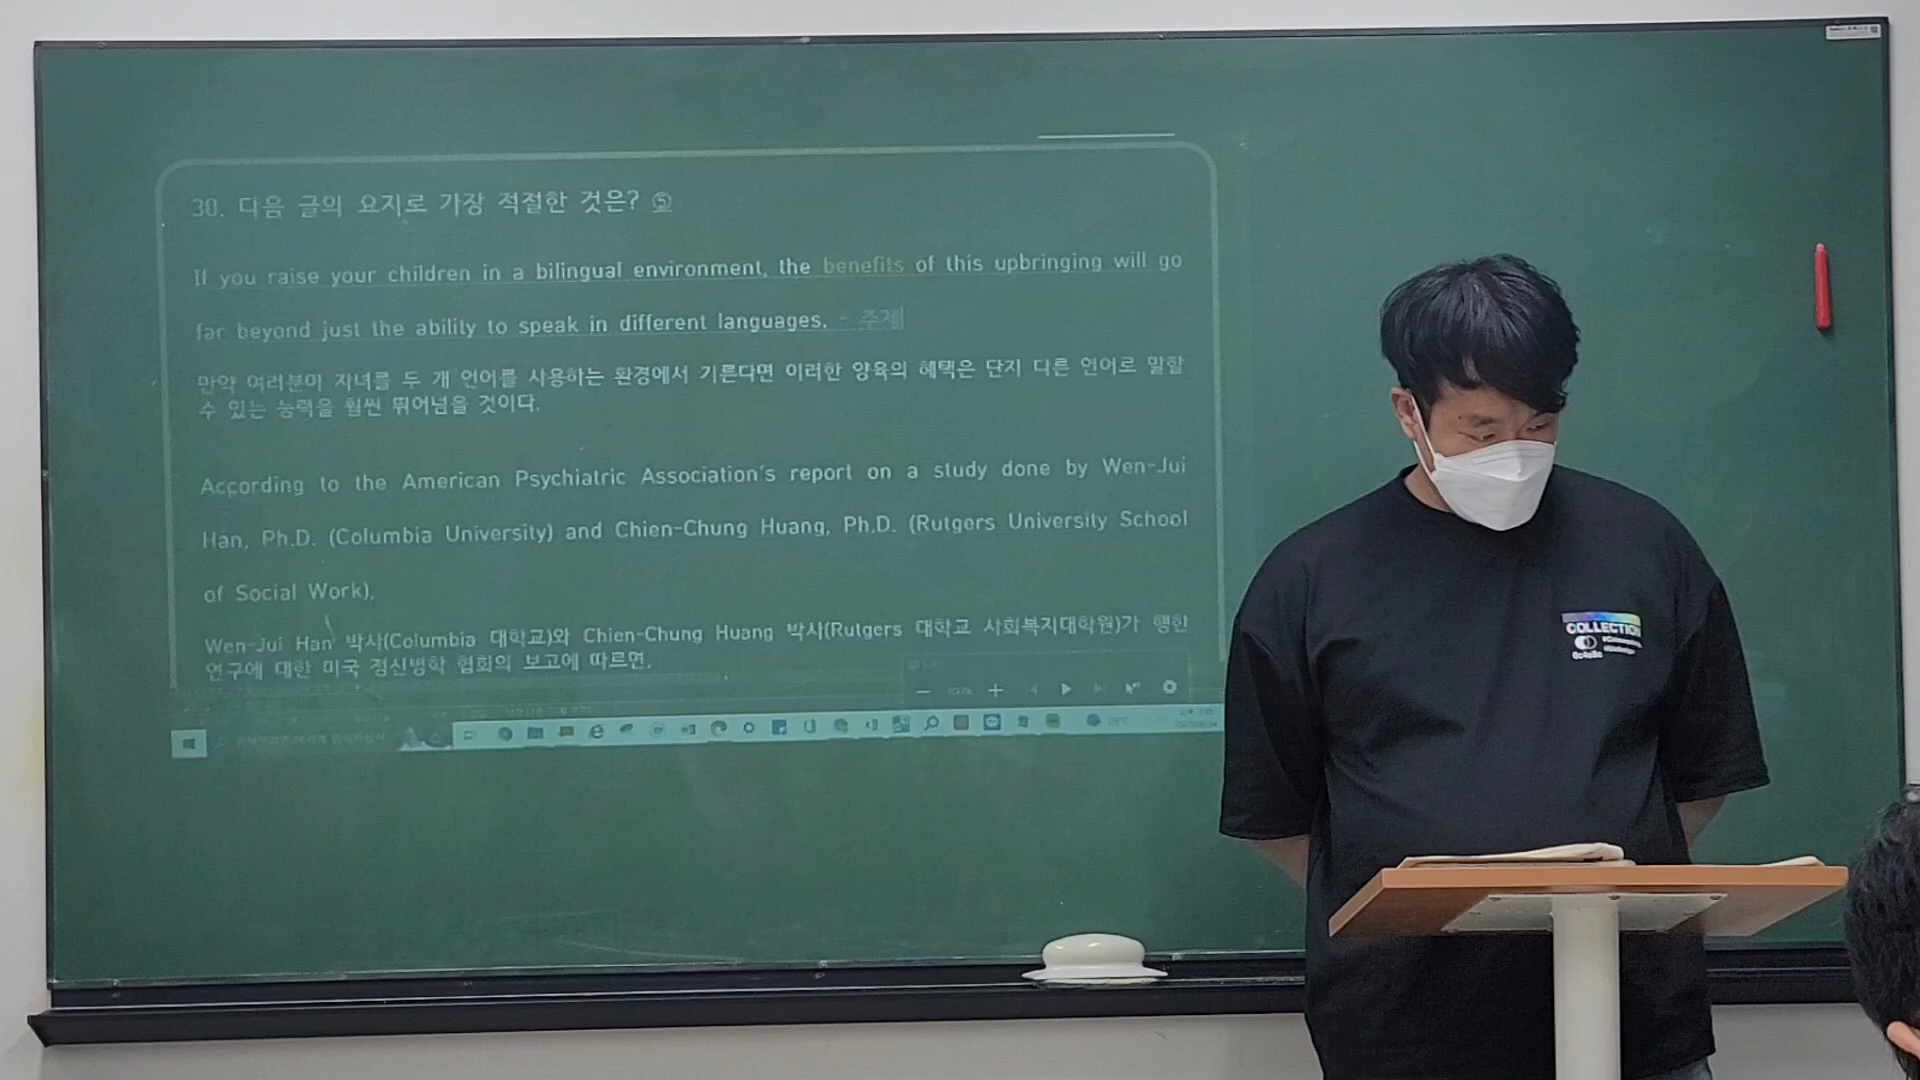 30. 다음 글의 요지로 가장 적절한 것은? ⑤
If you raise your children in a bilingual environment, the benefits of this upbringing will go
far beyond just the ability to speak in different languages. - 주제
만약 여러분이 자녀를 두 개 언어를 사용하는 환경에서 기른다면 이러한 양육의 혜택은 단지 다른 언어로 말할
수 있는 능력을 훨씬 뛰어넘을 것이다.
According to the American Psychiatric Association's report on a study done by Wen-Jui
Han, Ph.D. (Columbia University) and Chien-Chung Huang, Ph.D. (Rutgers University School
of Social Work),
Wen-Jui Han 박사(Columbia 대학교)와 Chien-Chung Huang 박사(Rutgers 대학교 사회복지대학원)가 행한
연구에 대한 미국 정신병학 협회의 보고에 따르면,
29°C
COLLECTION